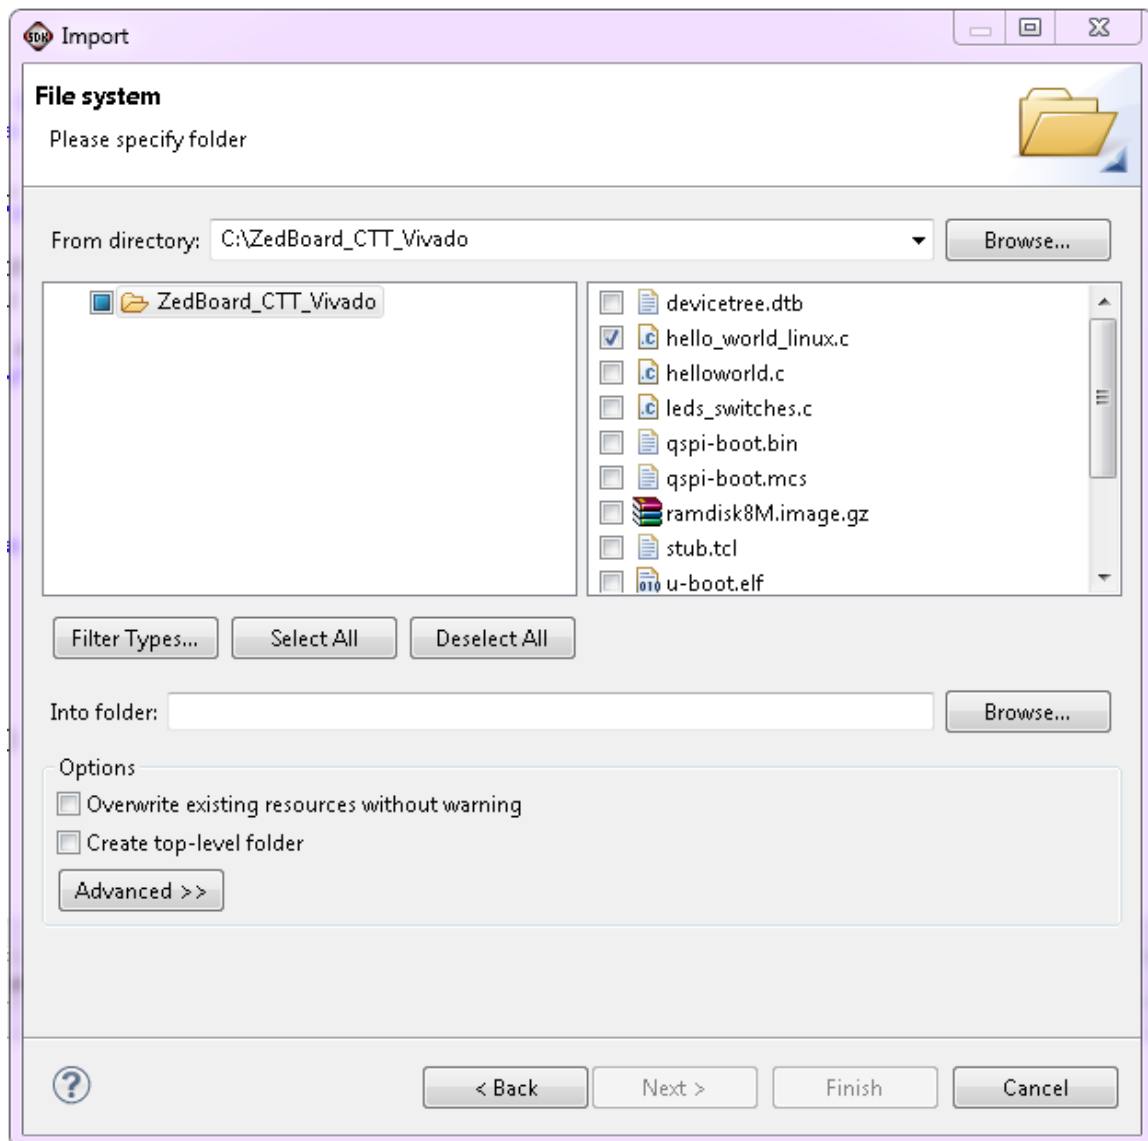 SDK Import
File system
Please specify folder
From directory: C:\ZedBoard_CTT_Vivado Browse...
ZedBoard_CTT_Vivado
devicetree.dtb
hello_world_linux.c
helloworld.c
leds_switches.c
qspi-boot.bin
qspi-boot.mcs
ramdisk8M.image.gz
stub.tcl
u-boot.elf
Filter Types... Select All Deselect All
Into folder: Browse...
Options
Overwrite existing resources without warning
Create top-level folder
Advanced >>
< Back Next > Finish Cancel